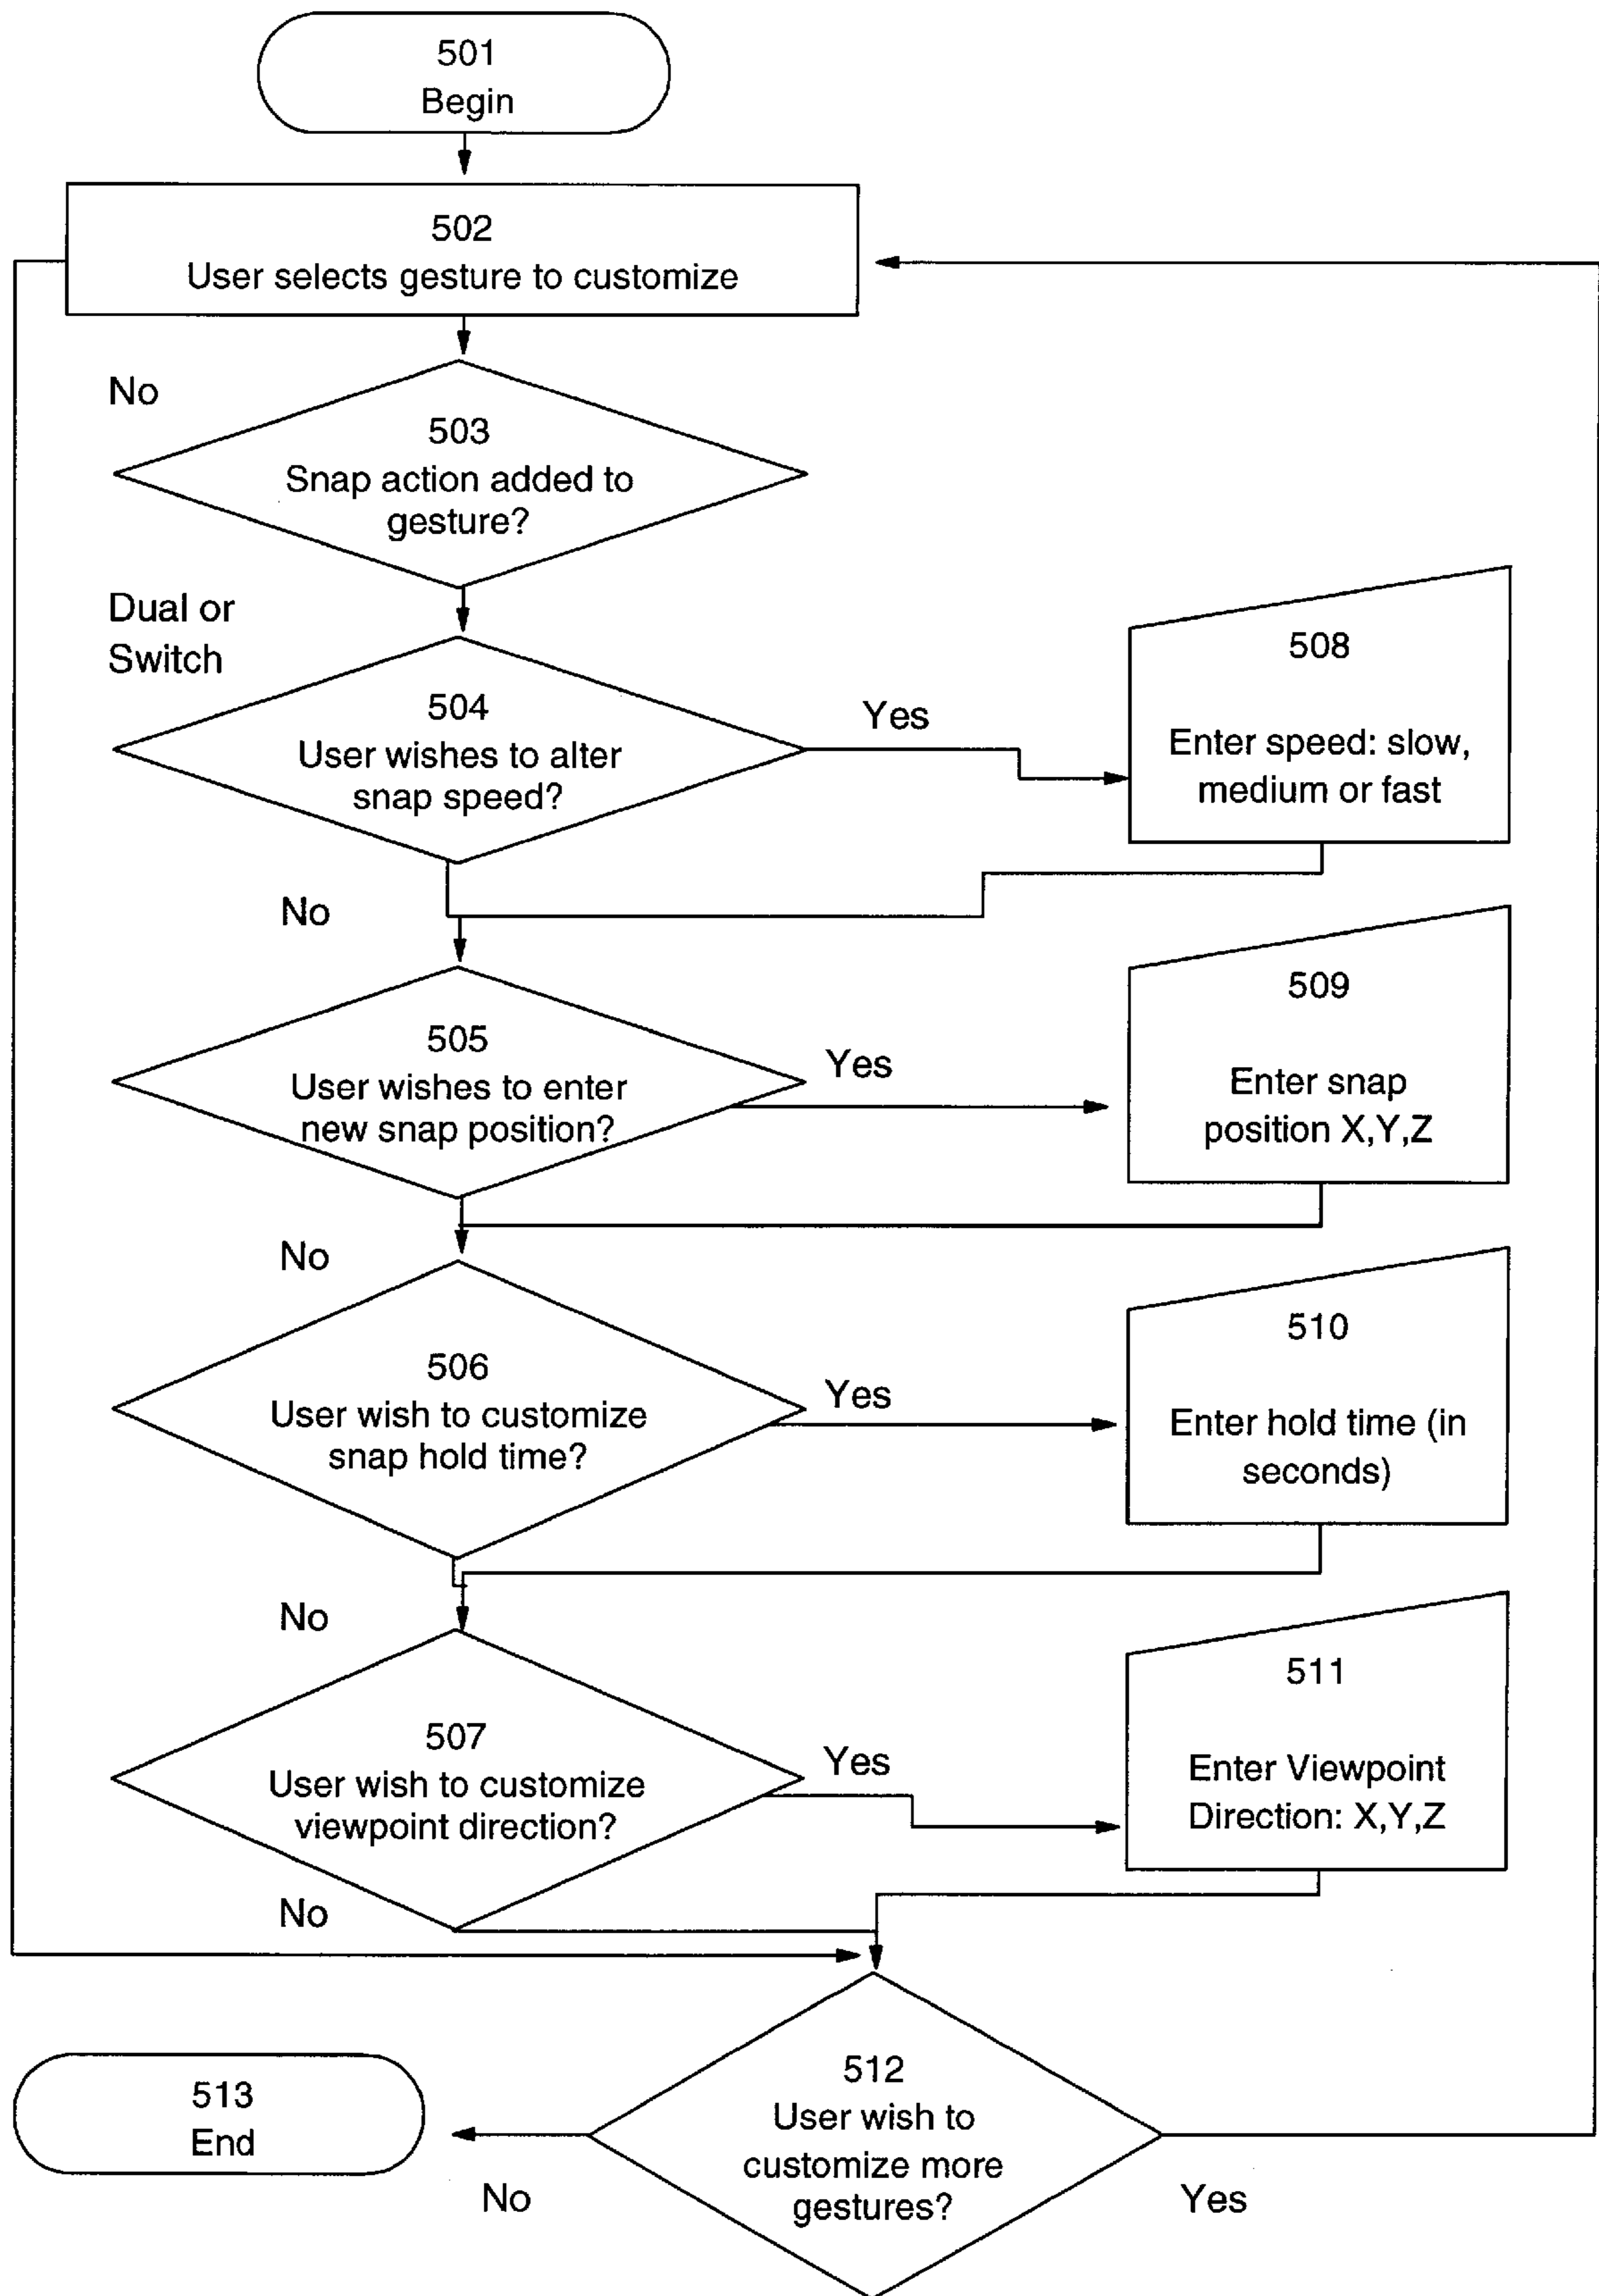 501
Begin
502
User selects gesture to customize
No
503
Snap action added to
gesture?
Dual or
Switch
504
User wishes to alter
snap speed?
Yes
508
Enter speed: slow,
medium or fast
No
505
User wishes to enter
new snap position?
Yes
509
Enter snap
position X,Y,Z
No
506
User wish to customize
snap hold time?
Yes
510
Enter hold time (in
seconds)
No
507
User wish to customize
viewpoint direction?
Yes
511
Enter Viewpoint
Direction: X,Y,Z
No
512
User wish to
customize more
gestures?
513
End
No
Yes